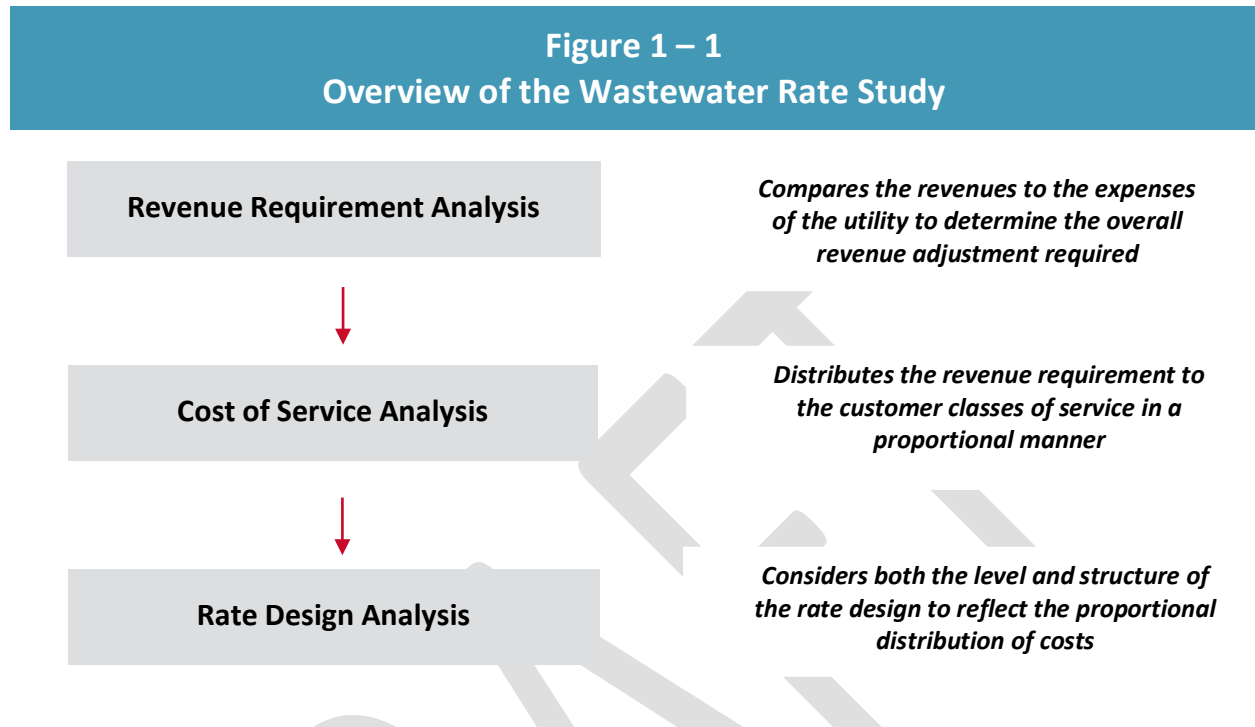 Figure 1 – 1
Overview of the Wastewater Rate Study
Revenue Requirement Analysis
Compares the revenues to the expenses
of the utility to determine the overall
revenue adjustment required
Cost of Service Analysis
Distributes the revenue requirement to
the customer classes of service in a
proportional manner
Rate Design Analysis
Considers both the level and structure of
the rate design to reflect the proportional
distribution of costs